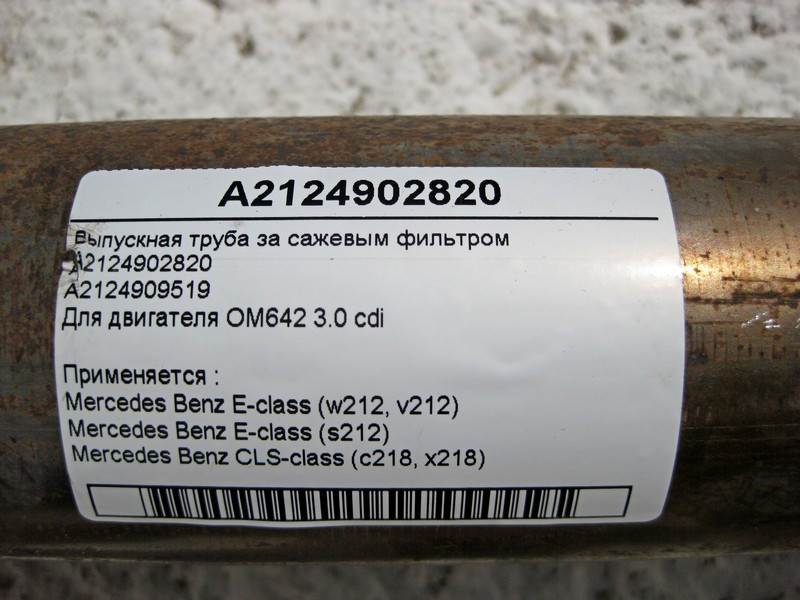 A2124902820
Выпускная труба за сажевым фильтром
A2124902820
A2124909519
Для двигателя OM642 3.0 cdi
Применяется :
Mercedes Benz E-class (w212, v212)
Mercedes Benz E-class (s212)
Mercedes Benz CLS-class (c218, x218)